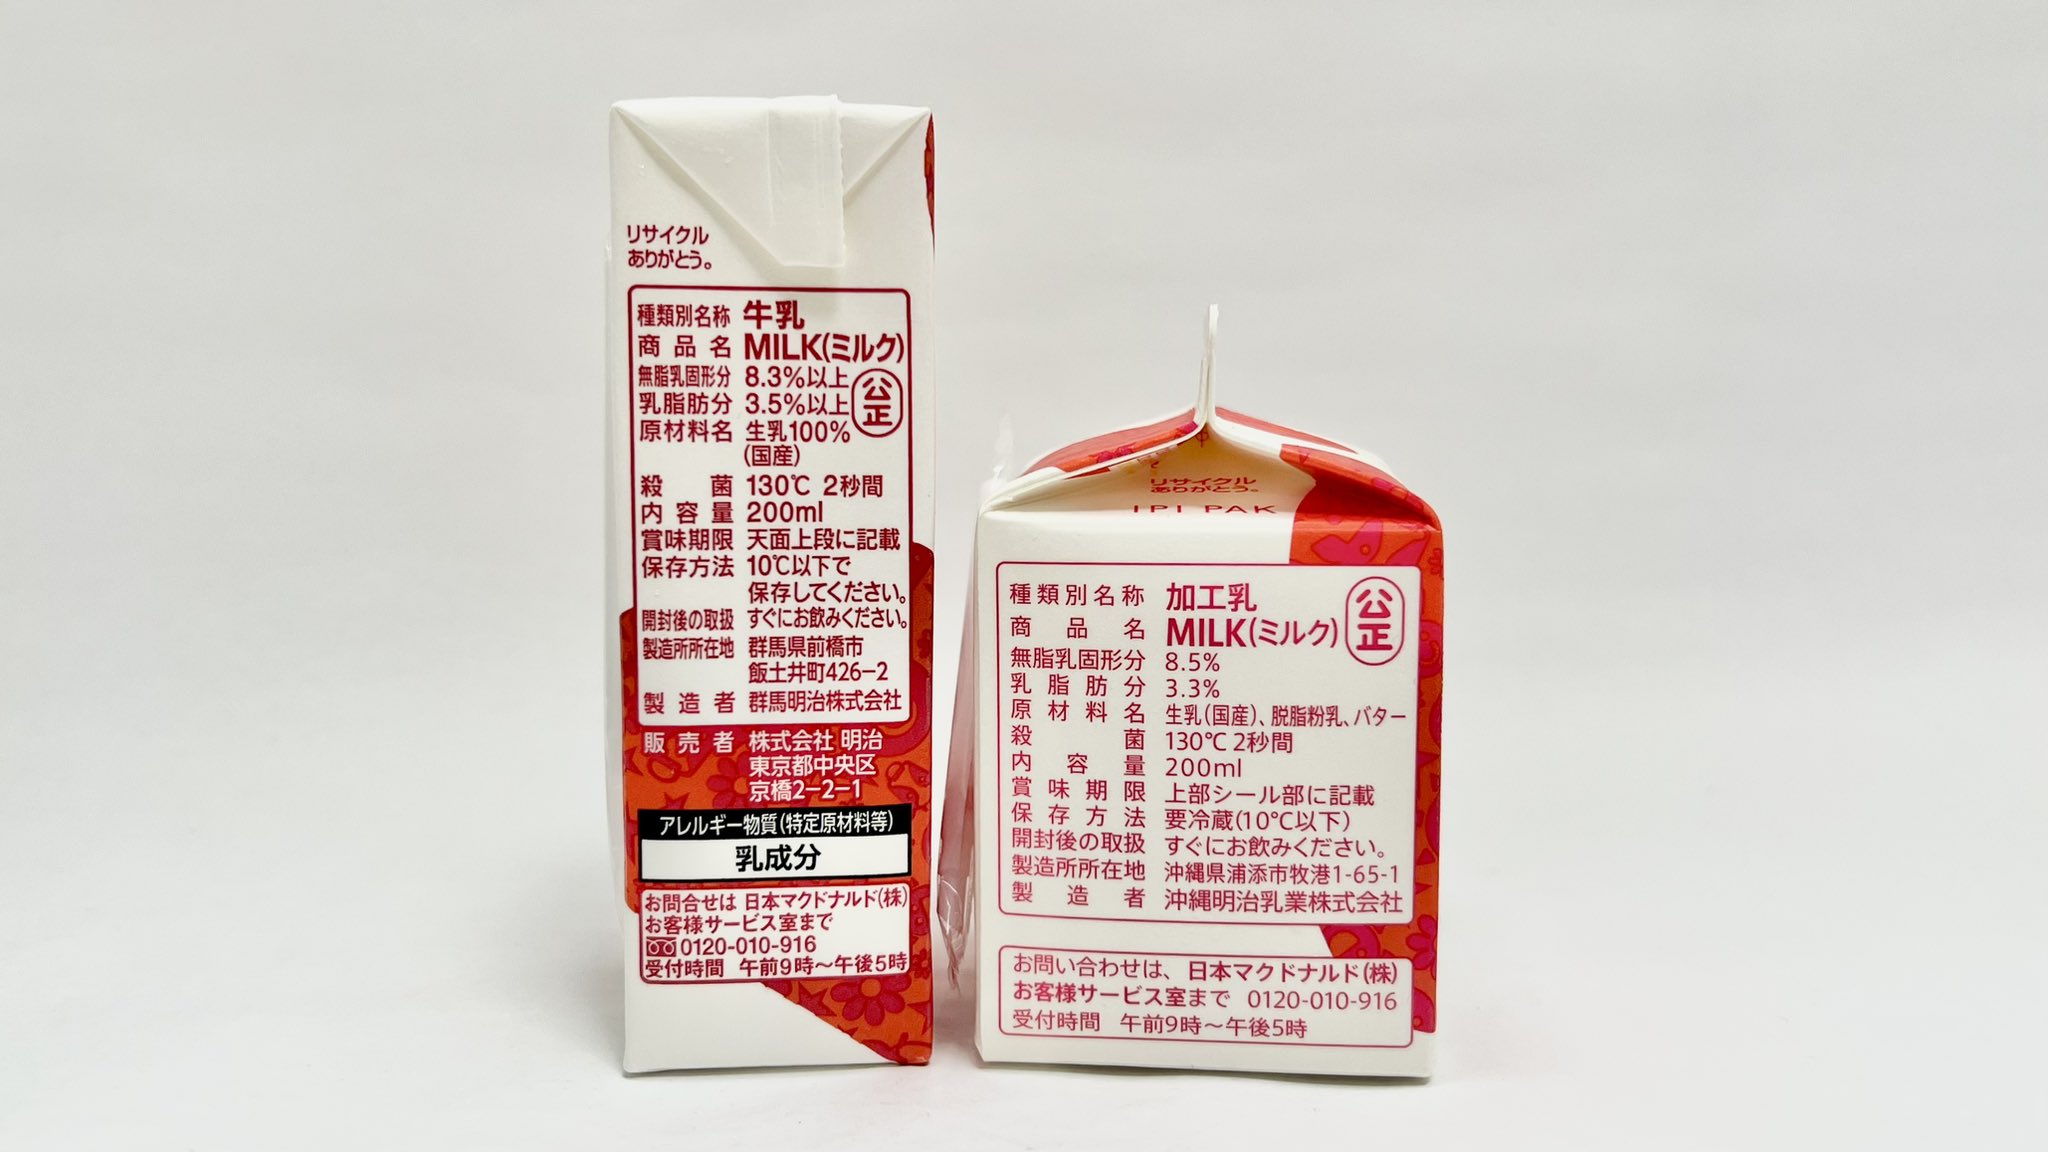 リサイクル
ありがとう。
種類別名称 牛乳
商品名 MILK(ミルク)
無脂乳固形分 8.3%以上
乳脂肪分 3.5%以上
公正
原材料名 生乳100%
(国産)
殺菌 130℃ 2秒間
内容量 200ml
賞味期限 天面上段に記載
保存方法 10℃以下で
保存してください。
開封後の取扱 すぐにお飲みください。
製造所所在地 群馬県前橋市
飯土井町426-2
製造者 群馬明治株式会社
販売者 株式会社 明治
東京都中央区
京橋2-2-1
アレルギー物質(特定原材料等)
乳成分
お問合せは 日本マクドナルド(株)
お客様サービス室まで
0120-010-916
受付時間 午前9時〜午後5時
リサイクル
ありがとう。
IPI PAK
種類別名称 加工乳
商品名 MILK(ミルク)
公正
無脂乳固形分 8.5%
乳脂肪分 3.3%
原材料名 生乳(国産)、脱脂粉乳、バター
殺菌 130℃ 2秒間
内容量 200ml
賞味期限 上部シール部に記載
保存方法 要冷蔵(10℃以下)
開封後の取扱 すぐにお飲みください。
製造所所在地 沖縄県浦添市牧港1-65-1
製造者 沖縄明治乳業株式会社
お問い合わせは、日本マクドナルド(株)
お客様サービス室まで 0120-010-916
受付時間 午前9時〜午後5時